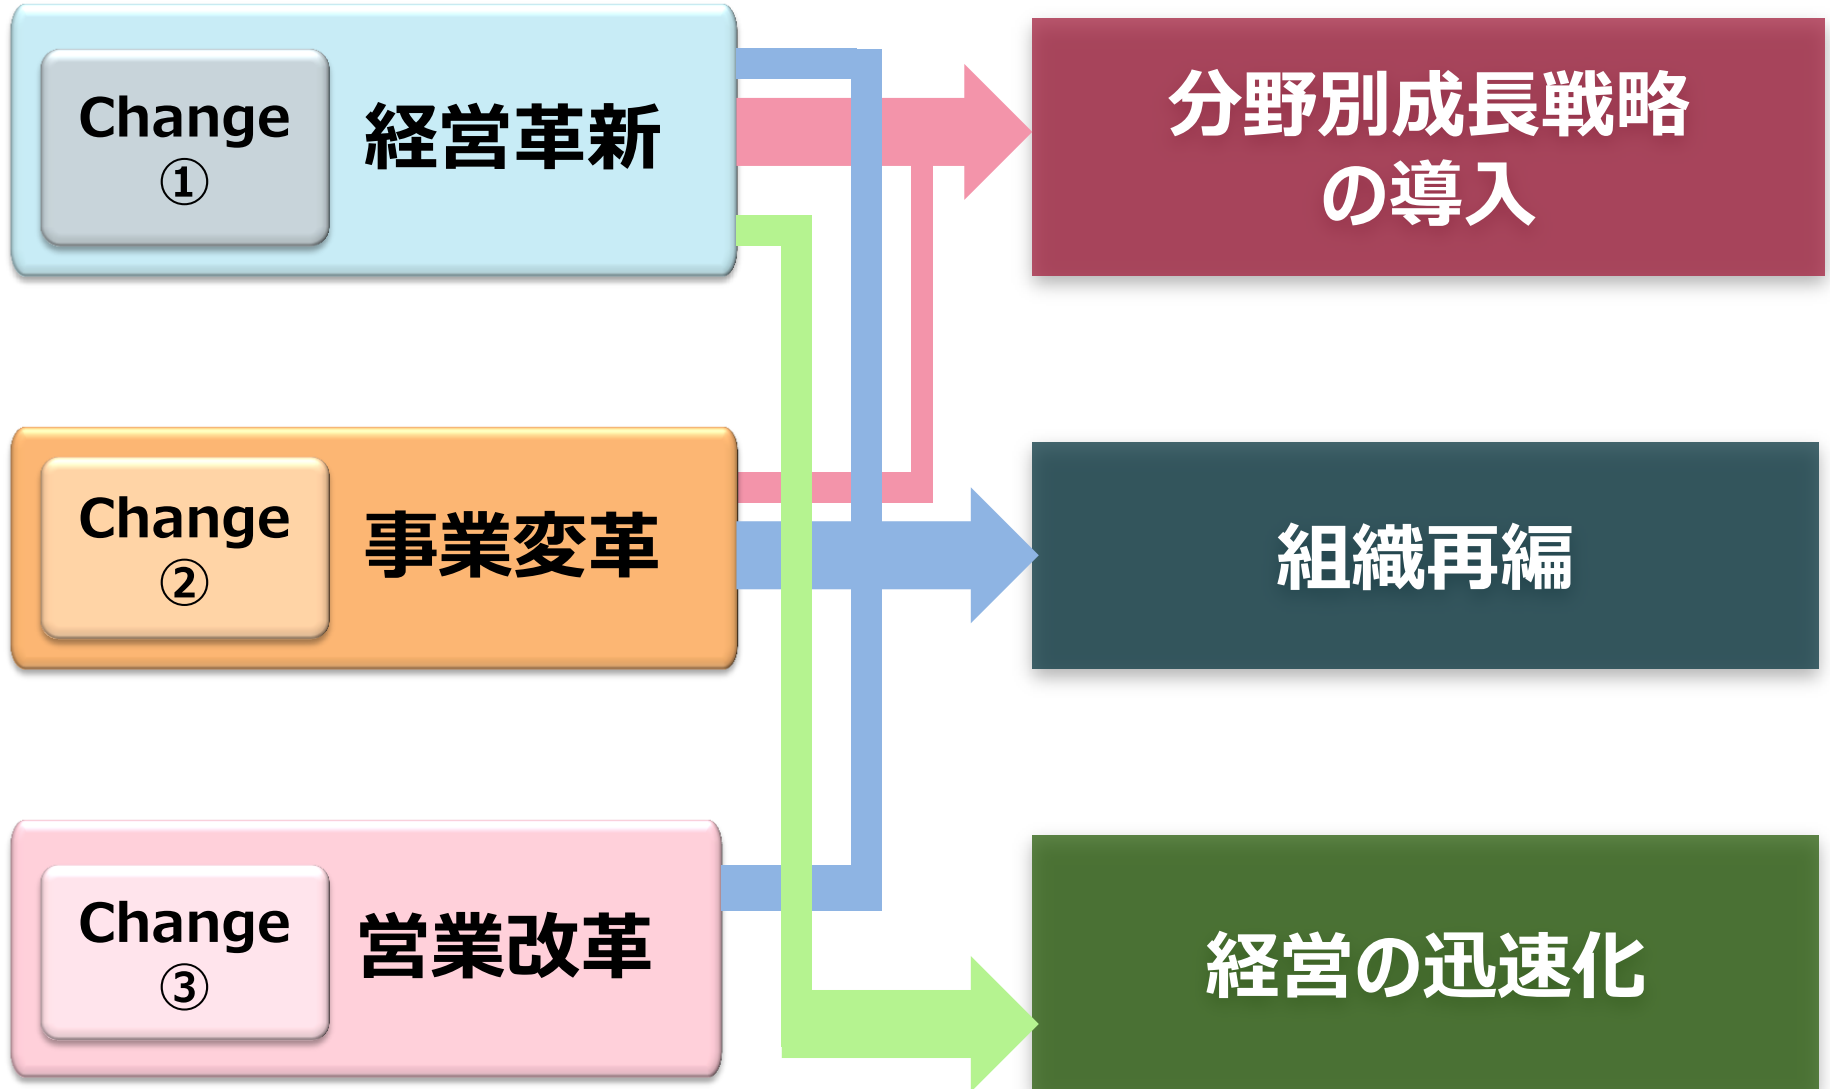 Change
①
経営革新
分野別成長戦略
の導入
Change
②
事業変革
組織再編
Change
③
営業改革
経営の迅速化